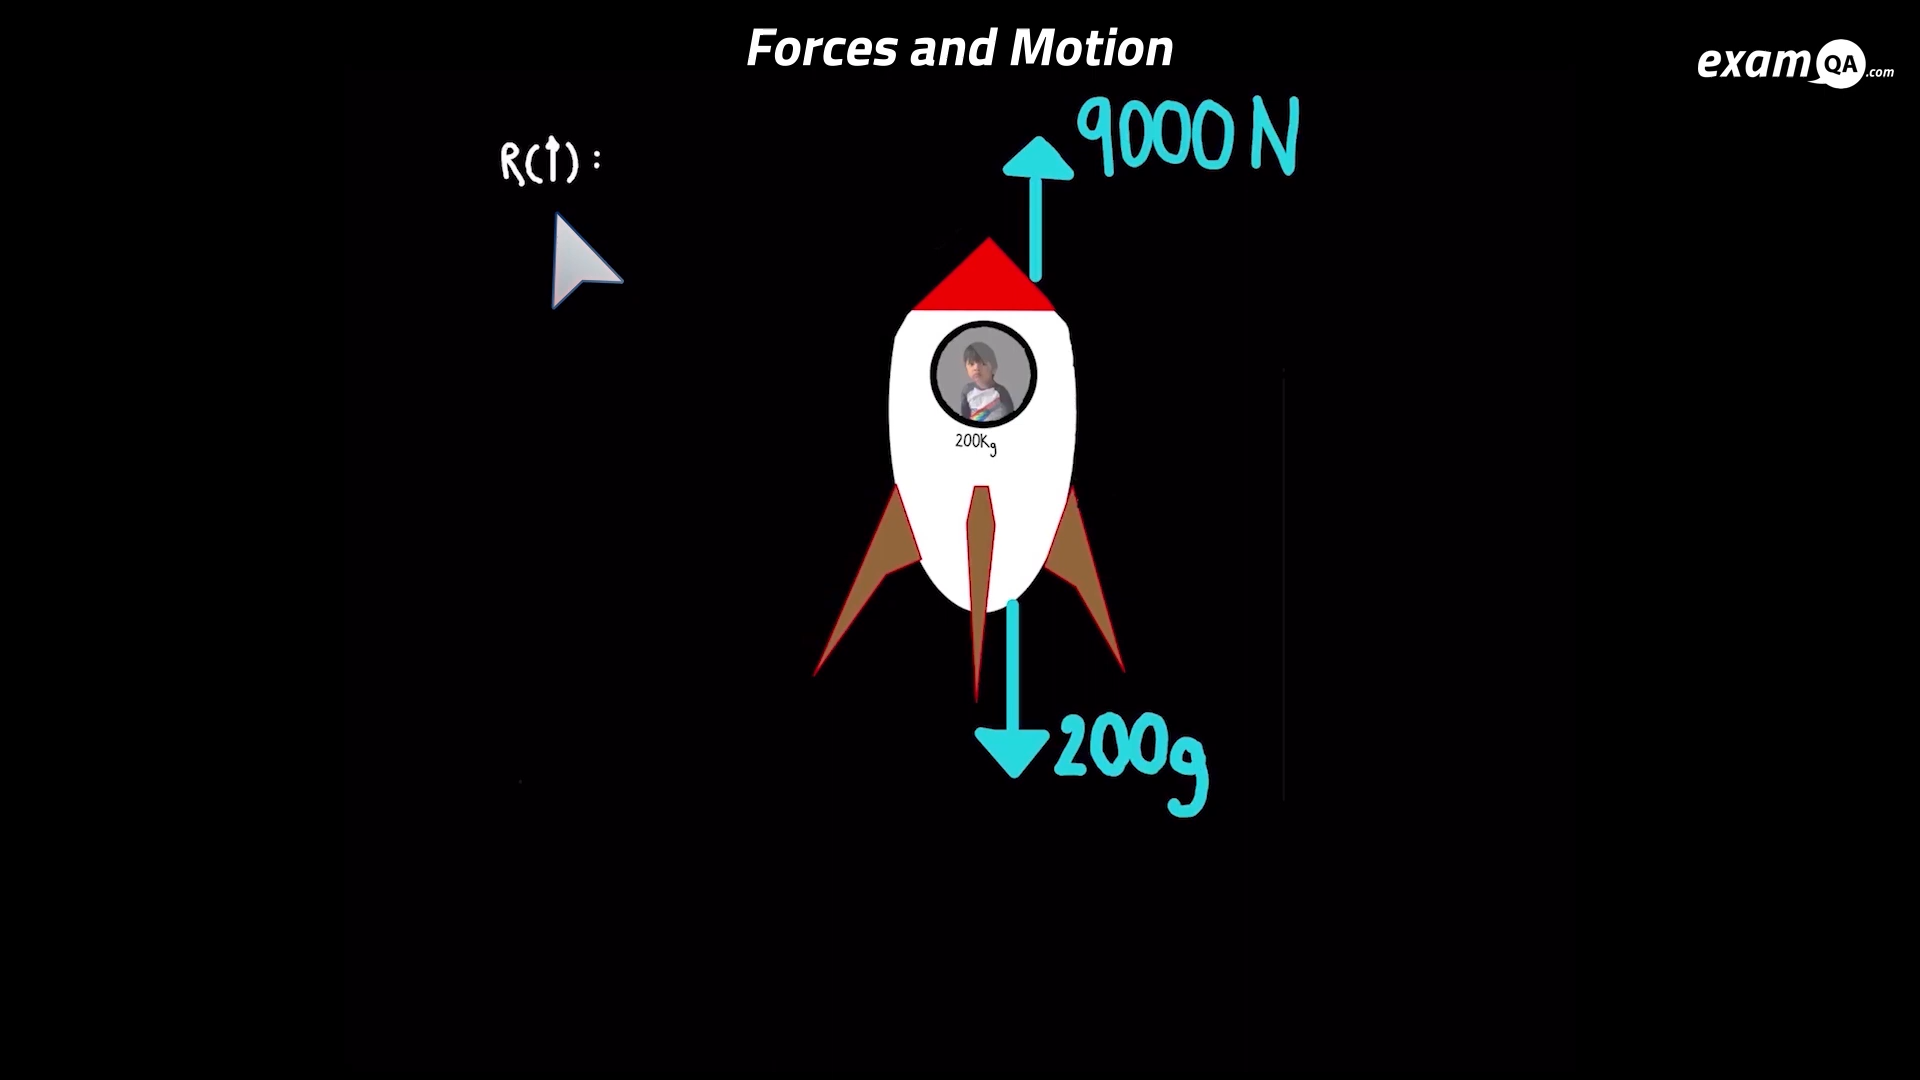 Forces and Motion
examQA.com
9000 N
R(↑):
200Kg
200g